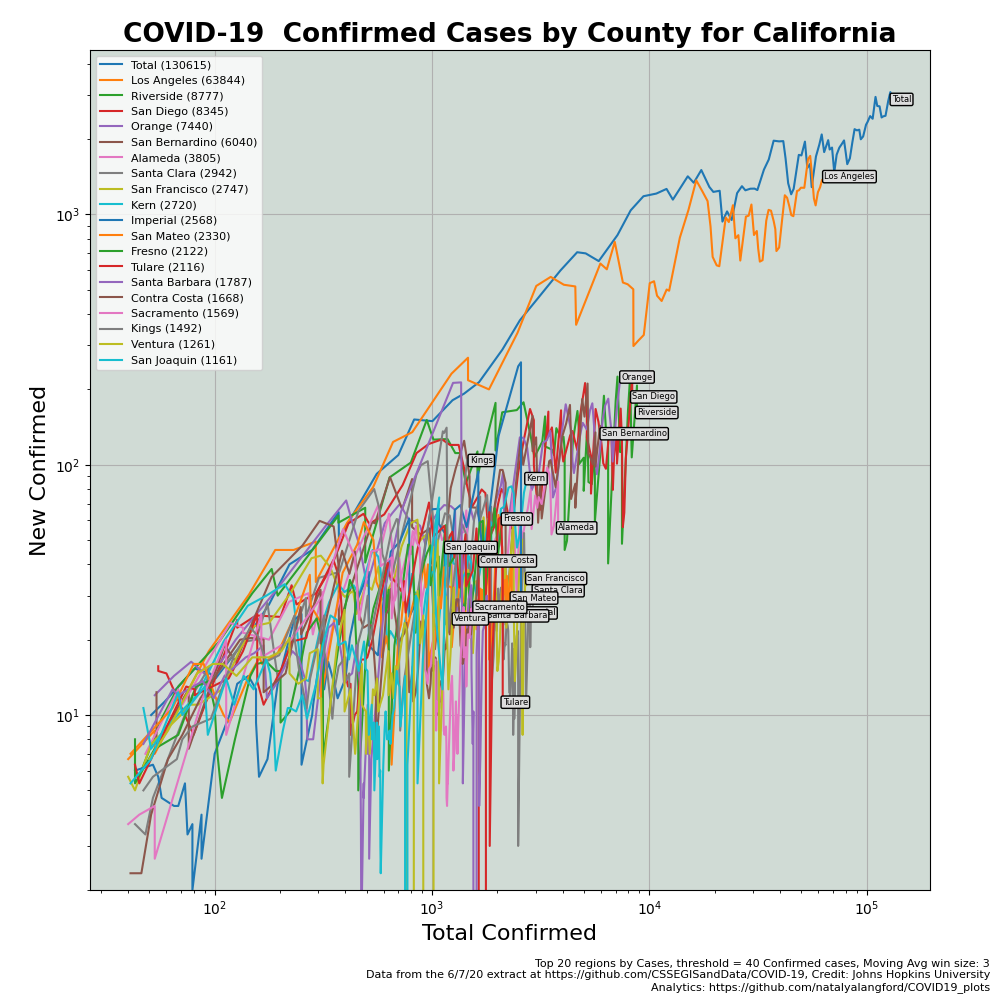 COVID-19  Confirmed Cases by County for California
Total (130615)
Los Angeles (63844)
Riverside (8777)
San Diego (8345)
Orange (7440)
San Bernardino (6040)
Alameda (3805)
Santa Clara (2942)
San Francisco (2747)
Kern (2720)
Imperial (2568)
San Mateo (2330)
Fresno (2122)
Tulare (2116)
Santa Barbara (1787)
Contra Costa (1668)
Sacramento (1569)
Kings (1492)
Ventura (1261)
San Joaquin (1161)
Total
Los Angeles
Orange
San Diego
Riverside
San Bernardino
Kings
Kern
Fresno
Alameda
San Joaquin
Contra Costa
San Francisco
Santa Clara
San Mateo
Sacramento
Santa Barbara
Ventura
Tulare
New Confirmed
10³
10²
10¹
10² 10³ 10⁴ 10⁵
Total Confirmed
Top 20 regions by Cases, threshold = 40 Confirmed cases, Moving Avg win size: 3
Data from the 6/7/20 extract at https://github.com/CSSEGISandData/COVID-19, Credit: Johns Hopkins University
Analytics: https://github.com/natalyalangford/COVID19_plots